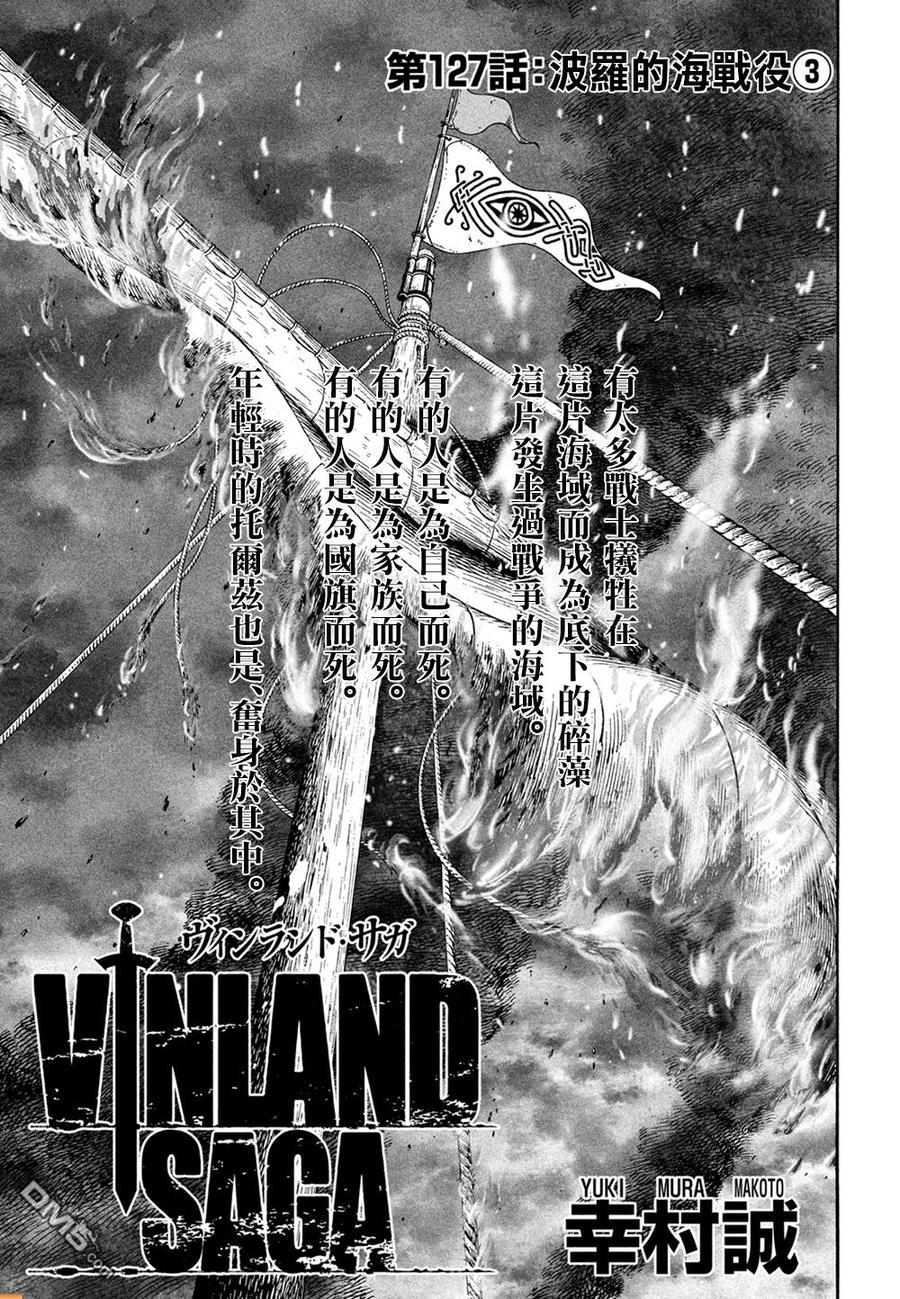 第127話：波羅的海戰役③
有太多戰士犧牲在
這片海域而成為底下的碎藻
這片發生過戰爭的海域。
有的人是為自己而死。
有的人是為家族而死。
有的人是為國旗而死。
年輕時的托爾茲也是、奮身於其中。
ヴィンランド・サガ
VINLAND
SAGA
YUKI MURA MAKOTO
幸村誠